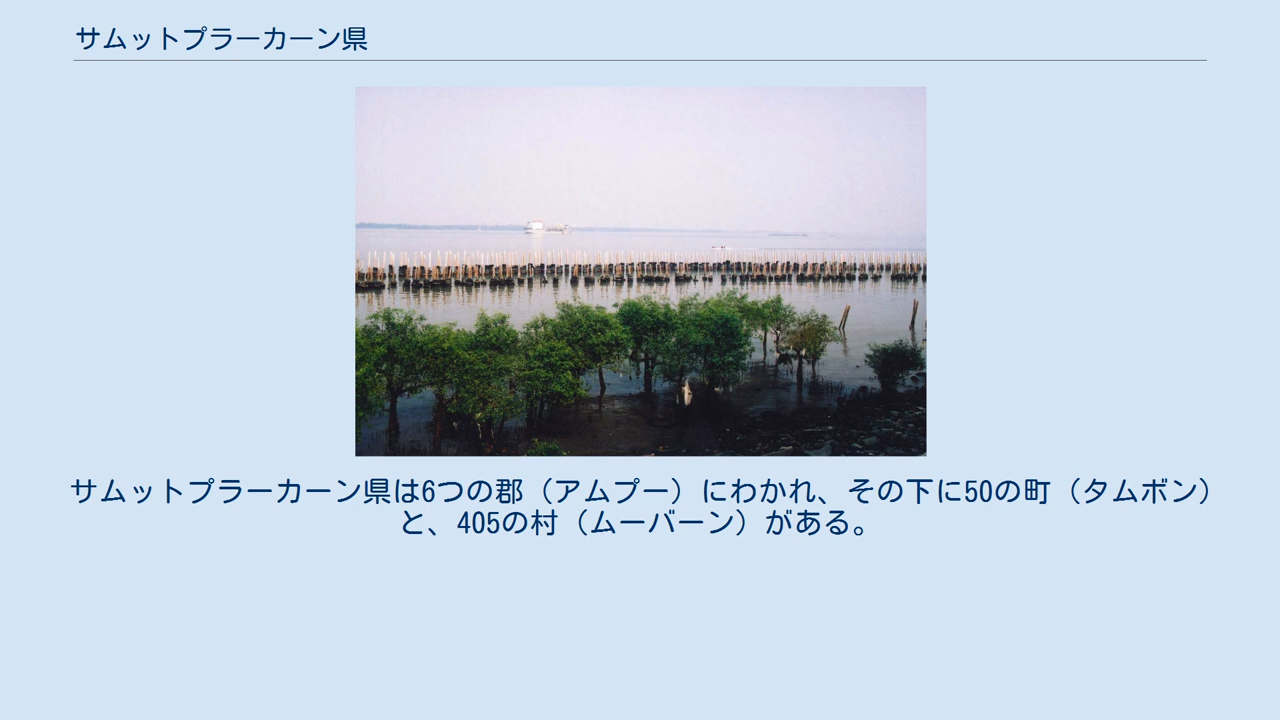 サムットプラーカーン県
サムットプラーカーン県は6つの郡（アムプー）にわかれ、その下に50の町（タムボン）
と、405の村（ムーバーン）がある。